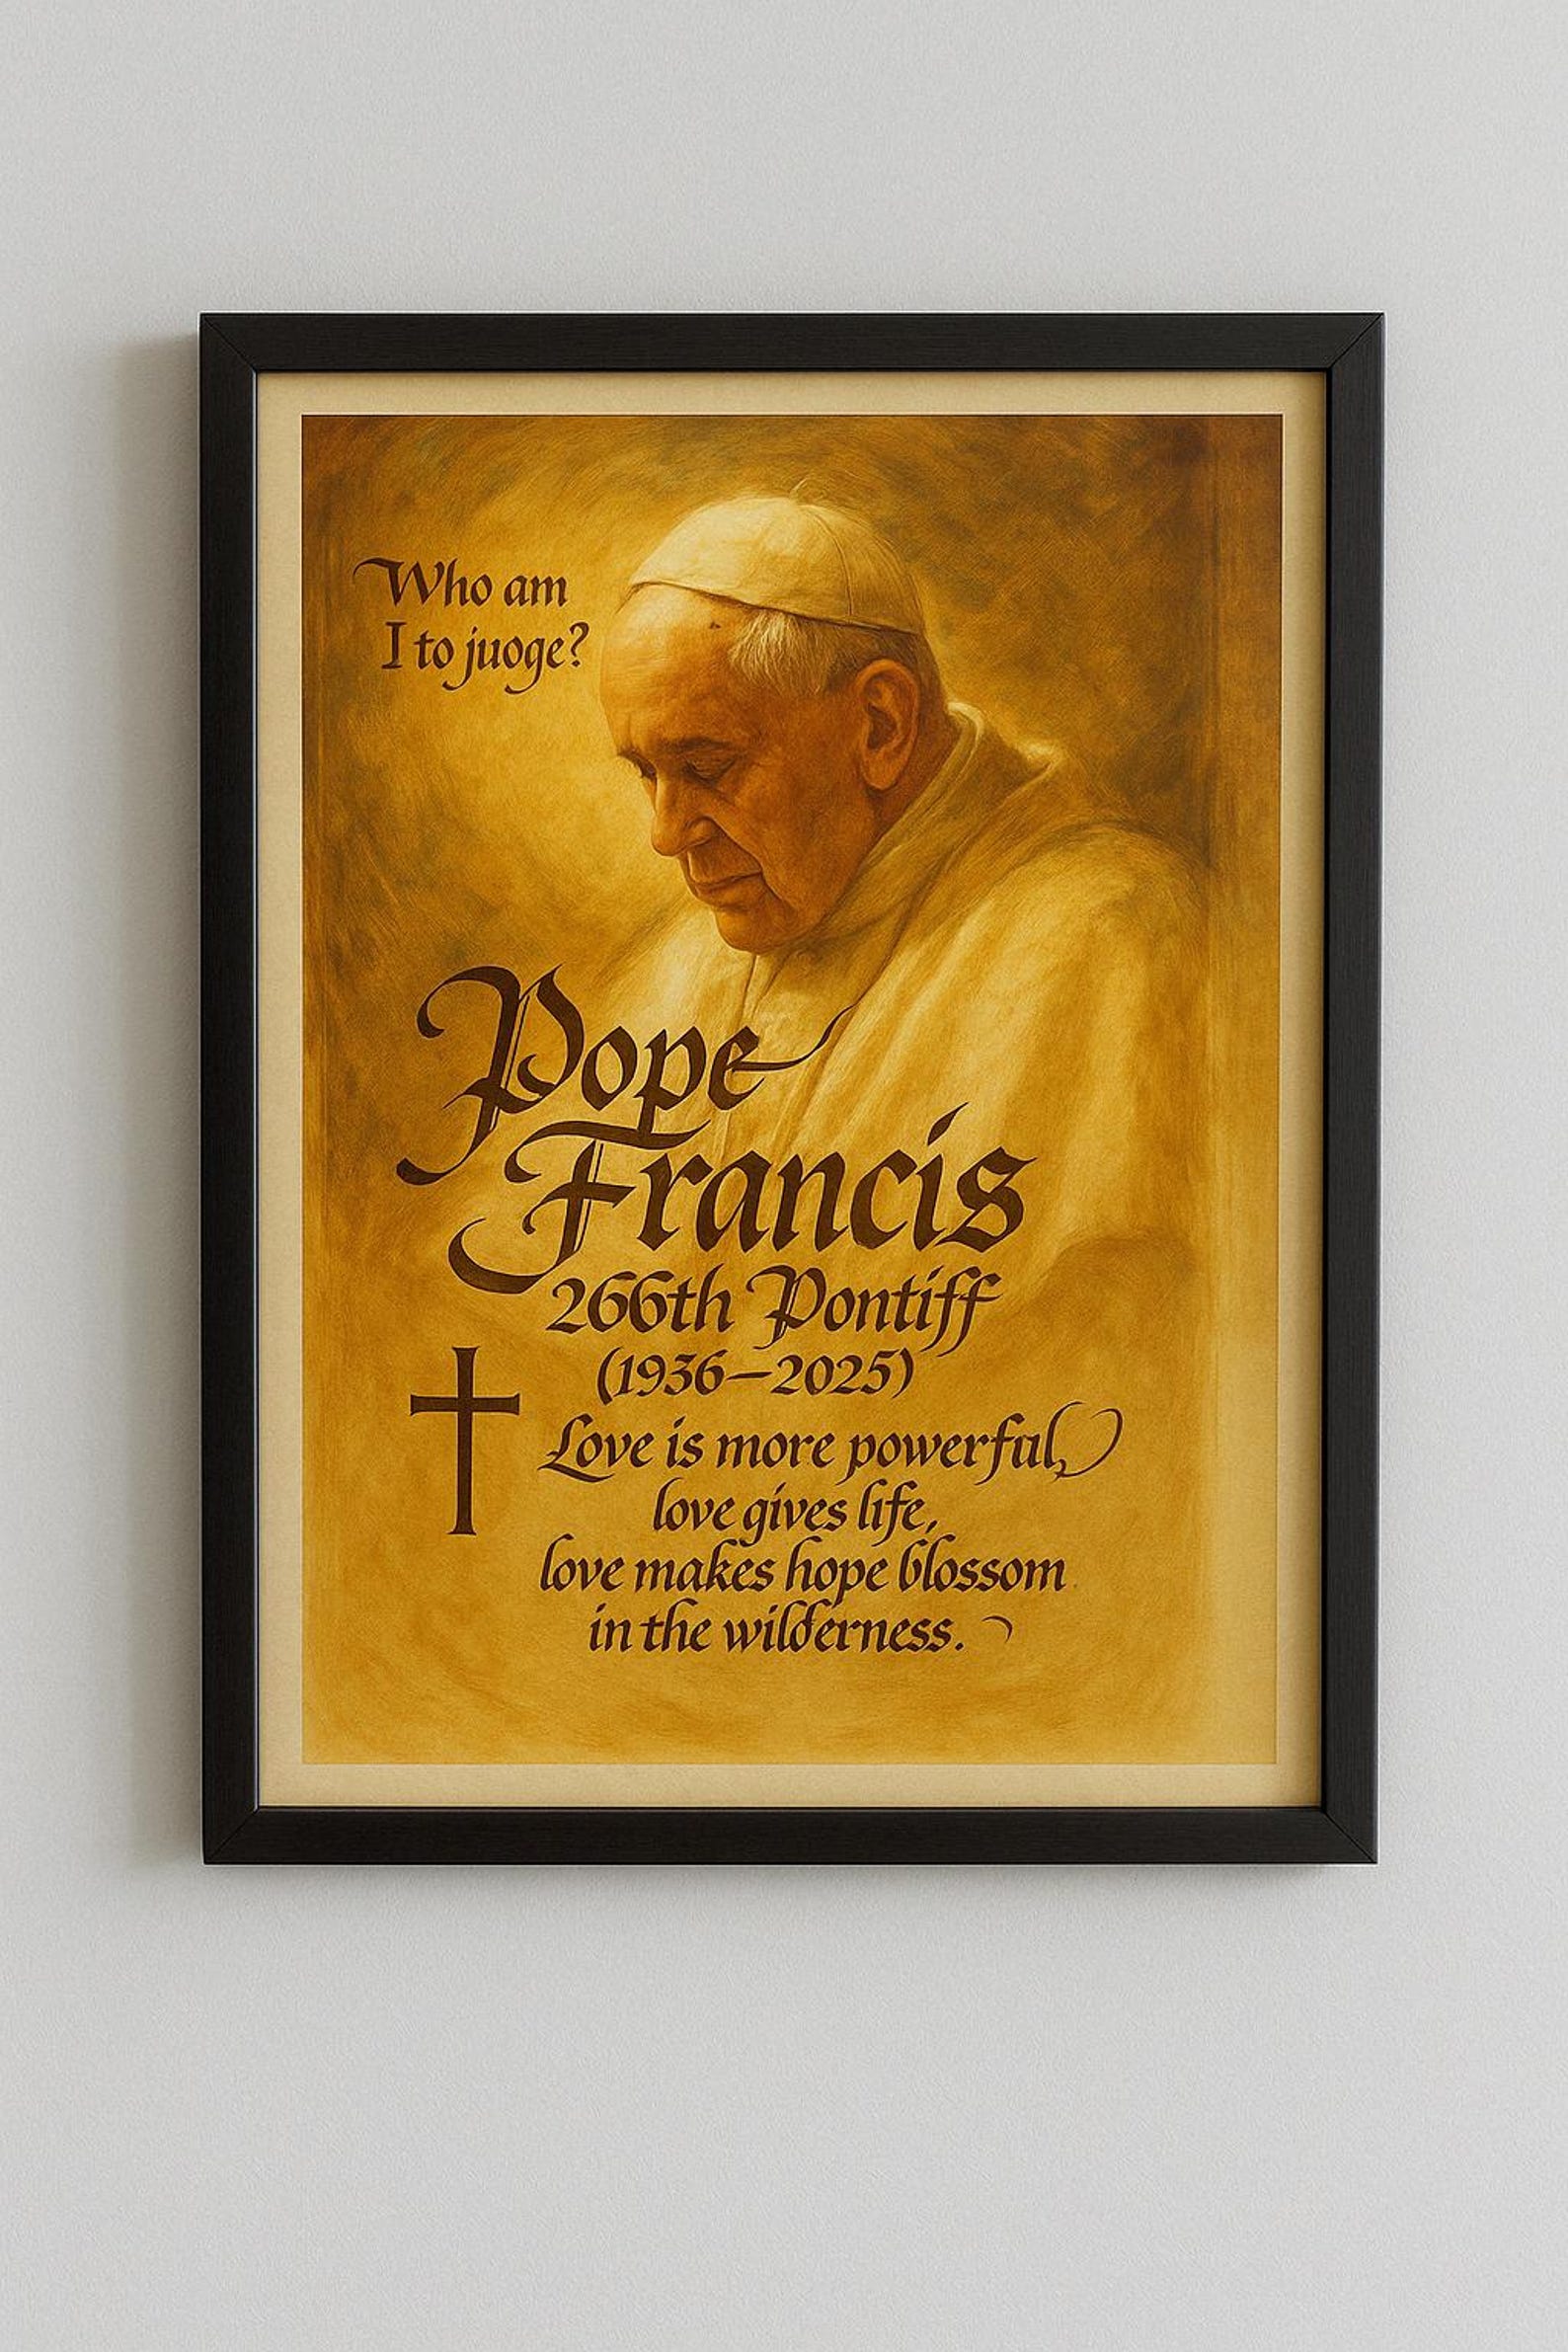 Who am
I to juoge?
Pope
Francis
266th Pontiff
(1936–2025)
Love is more powerful,
love gives life,
love makes hope blossom
in the wilderness.